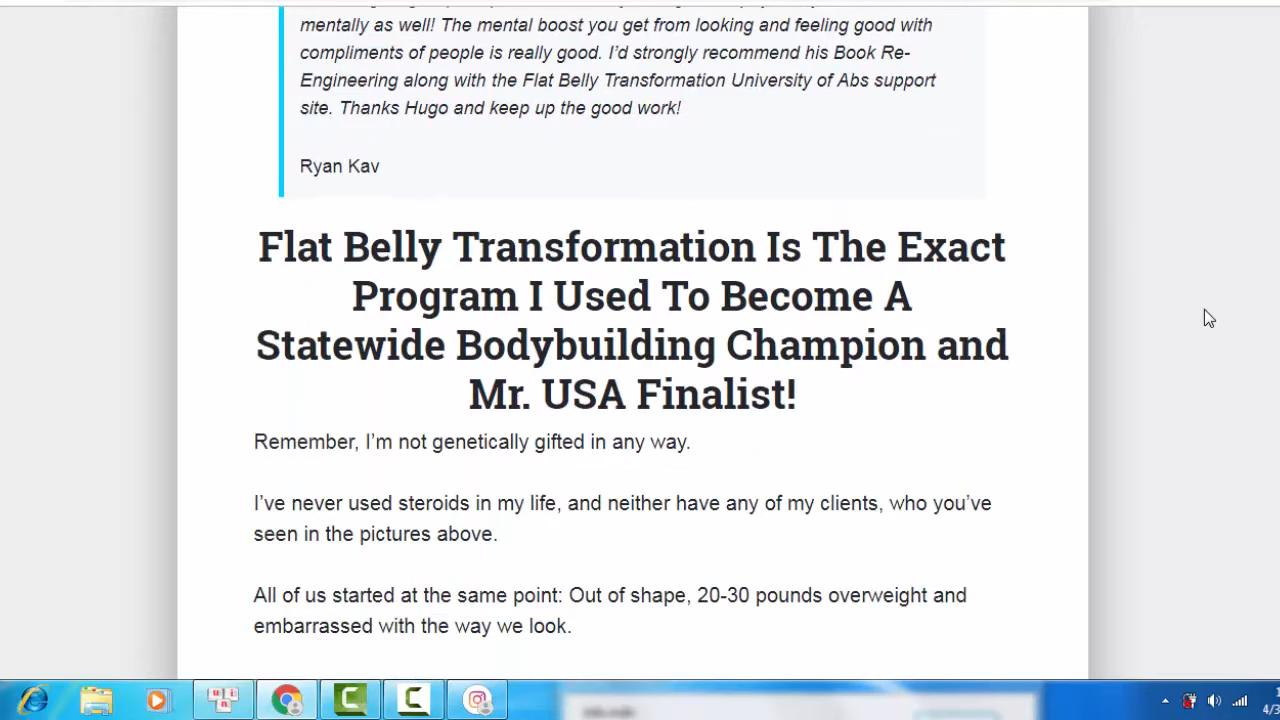 mentally as well! The mental boost you get from looking and feeling good with
compliments of people is really good. I’d strongly recommend his Book Re-
Engineering along with the Flat Belly Transformation University of Abs support
site. Thanks Hugo and keep up the good work!
Ryan Kav
Flat Belly Transformation Is The Exact
Program I Used To Become A
Statewide Bodybuilding Champion and
Mr. USA Finalist!
Remember, I’m not genetically gifted in any way.
I’ve never used steroids in my life, and neither have any of my clients, who you’ve
seen in the pictures above.
All of us started at the same point: Out of shape, 20-30 pounds overweight and
embarrassed with the way we look.